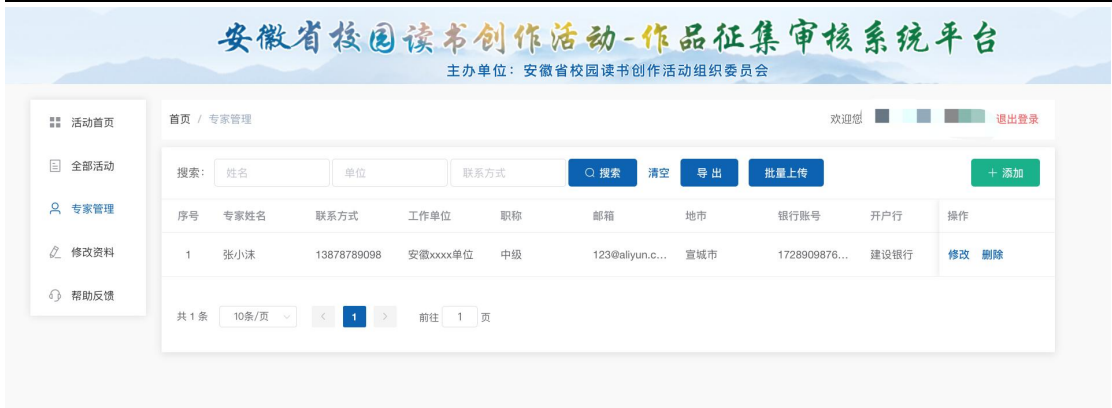 安徽省校园读书创作活动-作品征集审核系统平台
主办单位：安徽省校园读书创作活动组织委员会
活动首页
全部活动
专家管理
修改资料
帮助反馈
首页 / 专家管理
欢迎您
退出登录
搜索： 姓名 单位 联系方式 搜索 清空 导出 批量上传 + 添加
序号 专家姓名 联系方式 工作单位 职称 邮箱 地市 银行账号 开户行 操作
1 张小沫 13878789098 安徽xxxx单位 中级 123@aliyun.c... 宣城市 1728909876... 建设银行 修改 删除
共 1 条 10条/页 < 1 > 前往 1 页